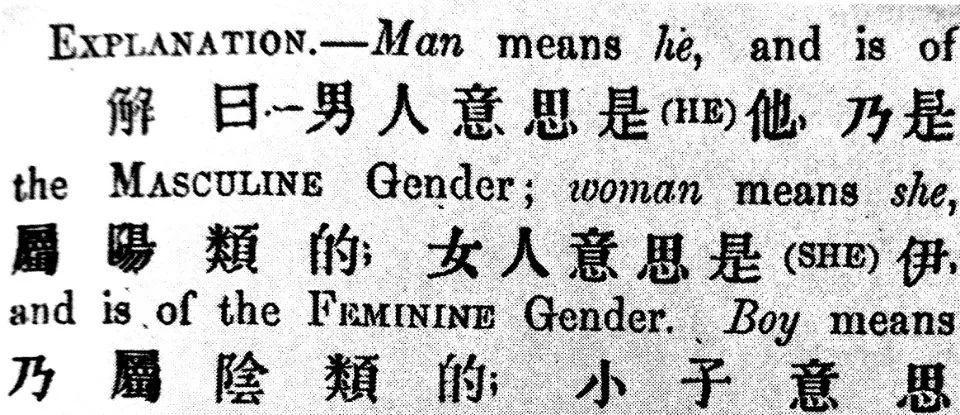 EXPLANATION.—Man means he, and is of
解 曰.—男人意思是(HE)他, 乃是
the MASCULINE Gender; woman means she,
屬陽類的; 女人意思是(SHE)伊,
and is of the FEMININE Gender. Boy means
乃屬陰類的; 小子意思